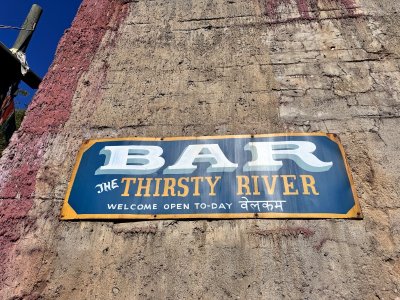 BAR
THE THIRSTY RIVER
WELCOME OPEN TO-DAY वेलकम